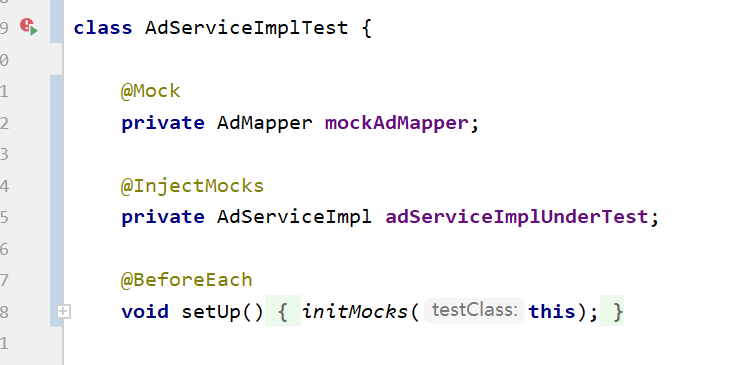 9 class AdServiceImplTest {
0
1 @Mock
2 private AdMapper mockAdMapper;
3
4 @InjectMocks
5 private AdServiceImpl adServiceImplUnderTest;
6
7 @BeforeEach
8 void setUp() { initMocks( testClass: this); }
1